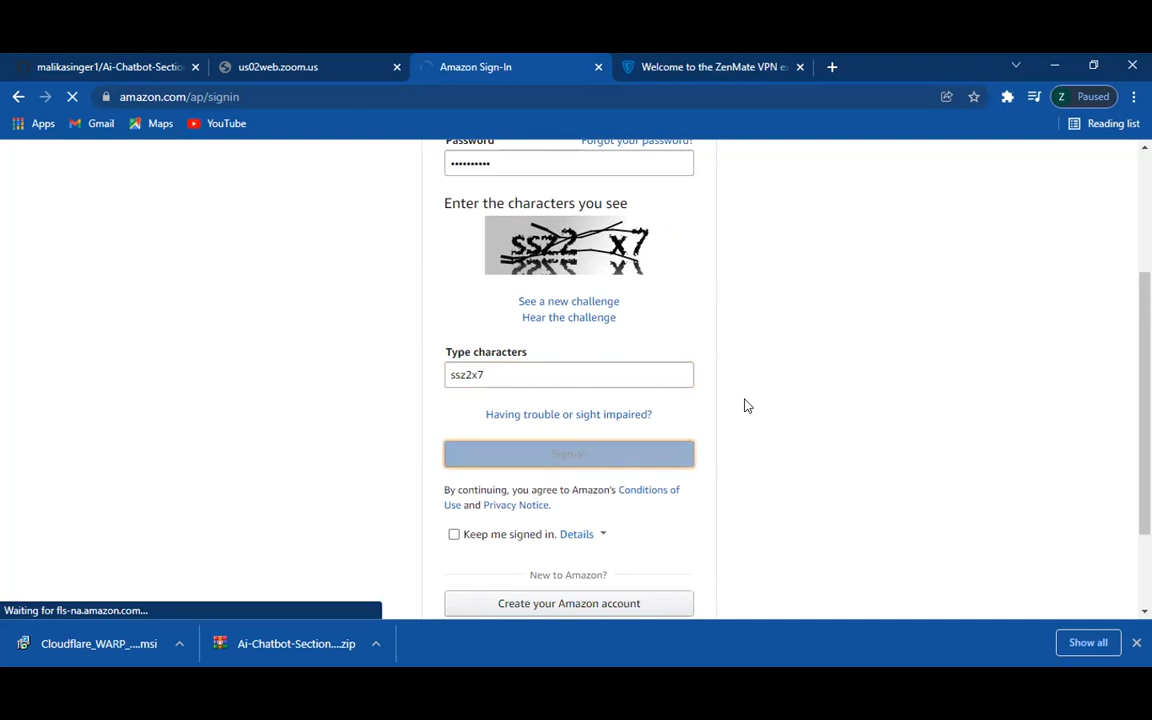 malikasinger1/Ai-Chatbot-Sectio
us02web.zoom.us
Amazon Sign-In
Welcome to the ZenMate VPN e
amazon.com/ap/signin
Z Paused
Apps Gmail Maps YouTube
Reading list
Password Forgot your password?
••••••••••
Enter the characters you see
ssz2 x7
See a new challenge
Hear the challenge
Type characters
ssz2x7
Having trouble or sight impaired?
Sign-In
By continuing, you agree to Amazon's Conditions of
Use and Privacy Notice.
Keep me signed in. Details
New to Amazon?
Create your Amazon account
Waiting for fls-na.amazon.com...
Cloudflare_WARP_....msi
Ai-Chatbot-Section....zip
Show all